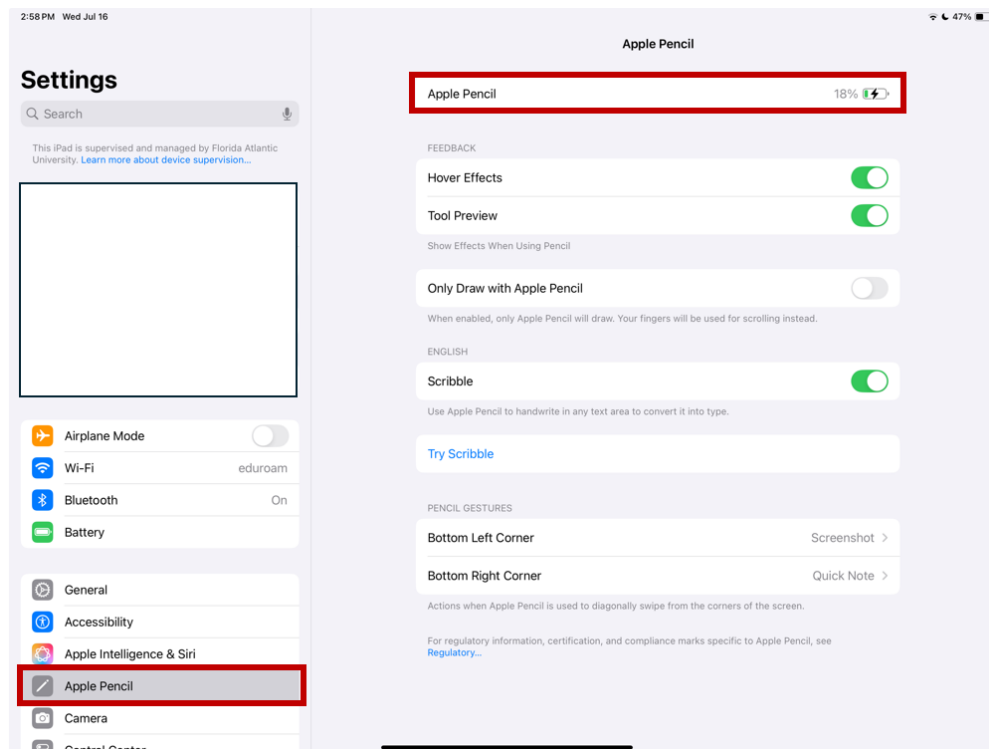 2:58 PM Wed Jul 16
47%
Settings
Search
This iPad is supervised and managed by Florida Atlantic
University. Learn more about device supervision...
Airplane Mode
Wi-Fi eduroam
Bluetooth On
Battery
General
Accessibility
Apple Intelligence & Siri
Apple Pencil
Camera
Control Center
Apple Pencil
Apple Pencil 18%
FEEDBACK
Hover Effects
Tool Preview
Show Effects When Using Pencil
Only Draw with Apple Pencil
When enabled, only Apple Pencil will draw. Your fingers will be used for scrolling instead.
ENGLISH
Scribble
Use Apple Pencil to handwrite in any text area to convert it into type.
Try Scribble
PENCIL GESTURES
Bottom Left Corner Screenshot
Bottom Right Corner Quick Note
Actions when Apple Pencil is used to diagonally swipe from the corners of the screen.
For regulatory information, certification, and compliance marks specific to Apple Pencil, see
Regulatory...